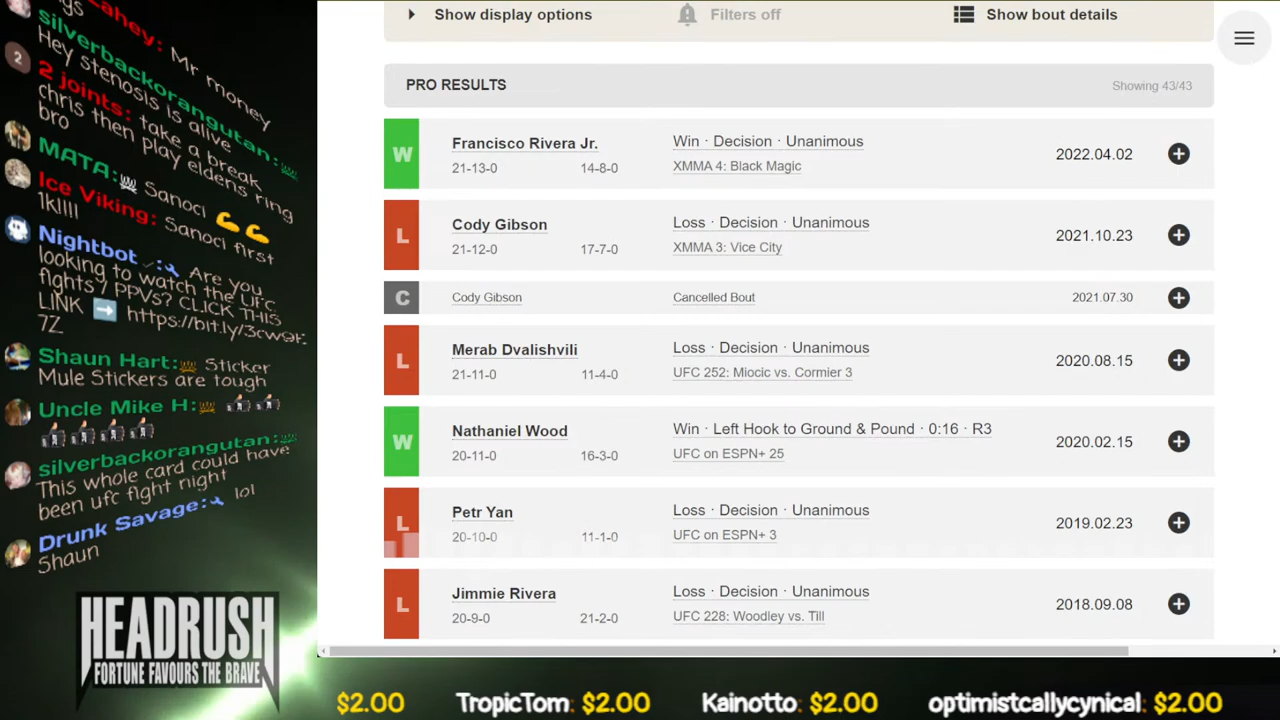 Lahey: Mr money
silverbackorangutan:
Hey stenosis is alive
2
2 joints: take a break
chris then play eldens ring
bro
MATA: Sanoci
Ice Viking: Sanoci first
1k!!!!
Nightbot : Are you
looking to watch the UFC
fights / PPVs? CLICK THIS
LINK ➡️ https://bit.ly/3cw9E
7Z
Shaun Hart: Sticker
Mule Stickers are tough
Uncle Mike H:
silverbackorangutan:
This whole card could have
been ufc fight night
Drunk Savage: lol
Shaun
HEADRUSH
FORTUNE FAVOURS THE BRAVE
Show display options
Filters off
Show bout details
PRO RESULTS
Showing 43/43
W Francisco Rivera Jr. Win · Decision · Unanimous 2022.04.02
21-13-0 14-8-0 XMMA 4: Black Magic
L Cody Gibson Loss · Decision · Unanimous 2021.10.23
21-12-0 17-7-0 XMMA 3: Vice City
C Cody Gibson Cancelled Bout 2021.07.30
L Merab Dvalishvili Loss · Decision · Unanimous 2020.08.15
21-11-0 11-4-0 UFC 252: Miocic vs. Cormier 3
W Nathaniel Wood Win · Left Hook to Ground & Pound · 0:16 · R3 2020.02.15
20-11-0 16-3-0 UFC on ESPN+ 25
L Petr Yan Loss · Decision · Unanimous 2019.02.23
20-10-0 11-1-0 UFC on ESPN+ 3
L Jimmie Rivera Loss · Decision · Unanimous 2018.09.08
20-9-0 21-2-0 UFC 228: Woodley vs. Till
$2.00 TropicTom: $2.00 Kainotto: $2.00 optimistcallycynical: $2.00